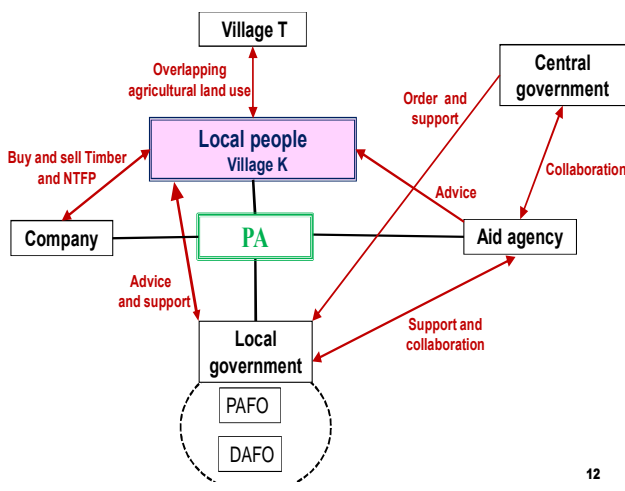 Village T
Overlapping
agricultural land use
Central
government
Order and
support
Local people
Village K
Buy and sell Timber
and NTFP
Advice
Collaboration
Company
PA
Aid agency
Advice
and support
Local
government
Support and
collaboration
PAFO
DAFO
12